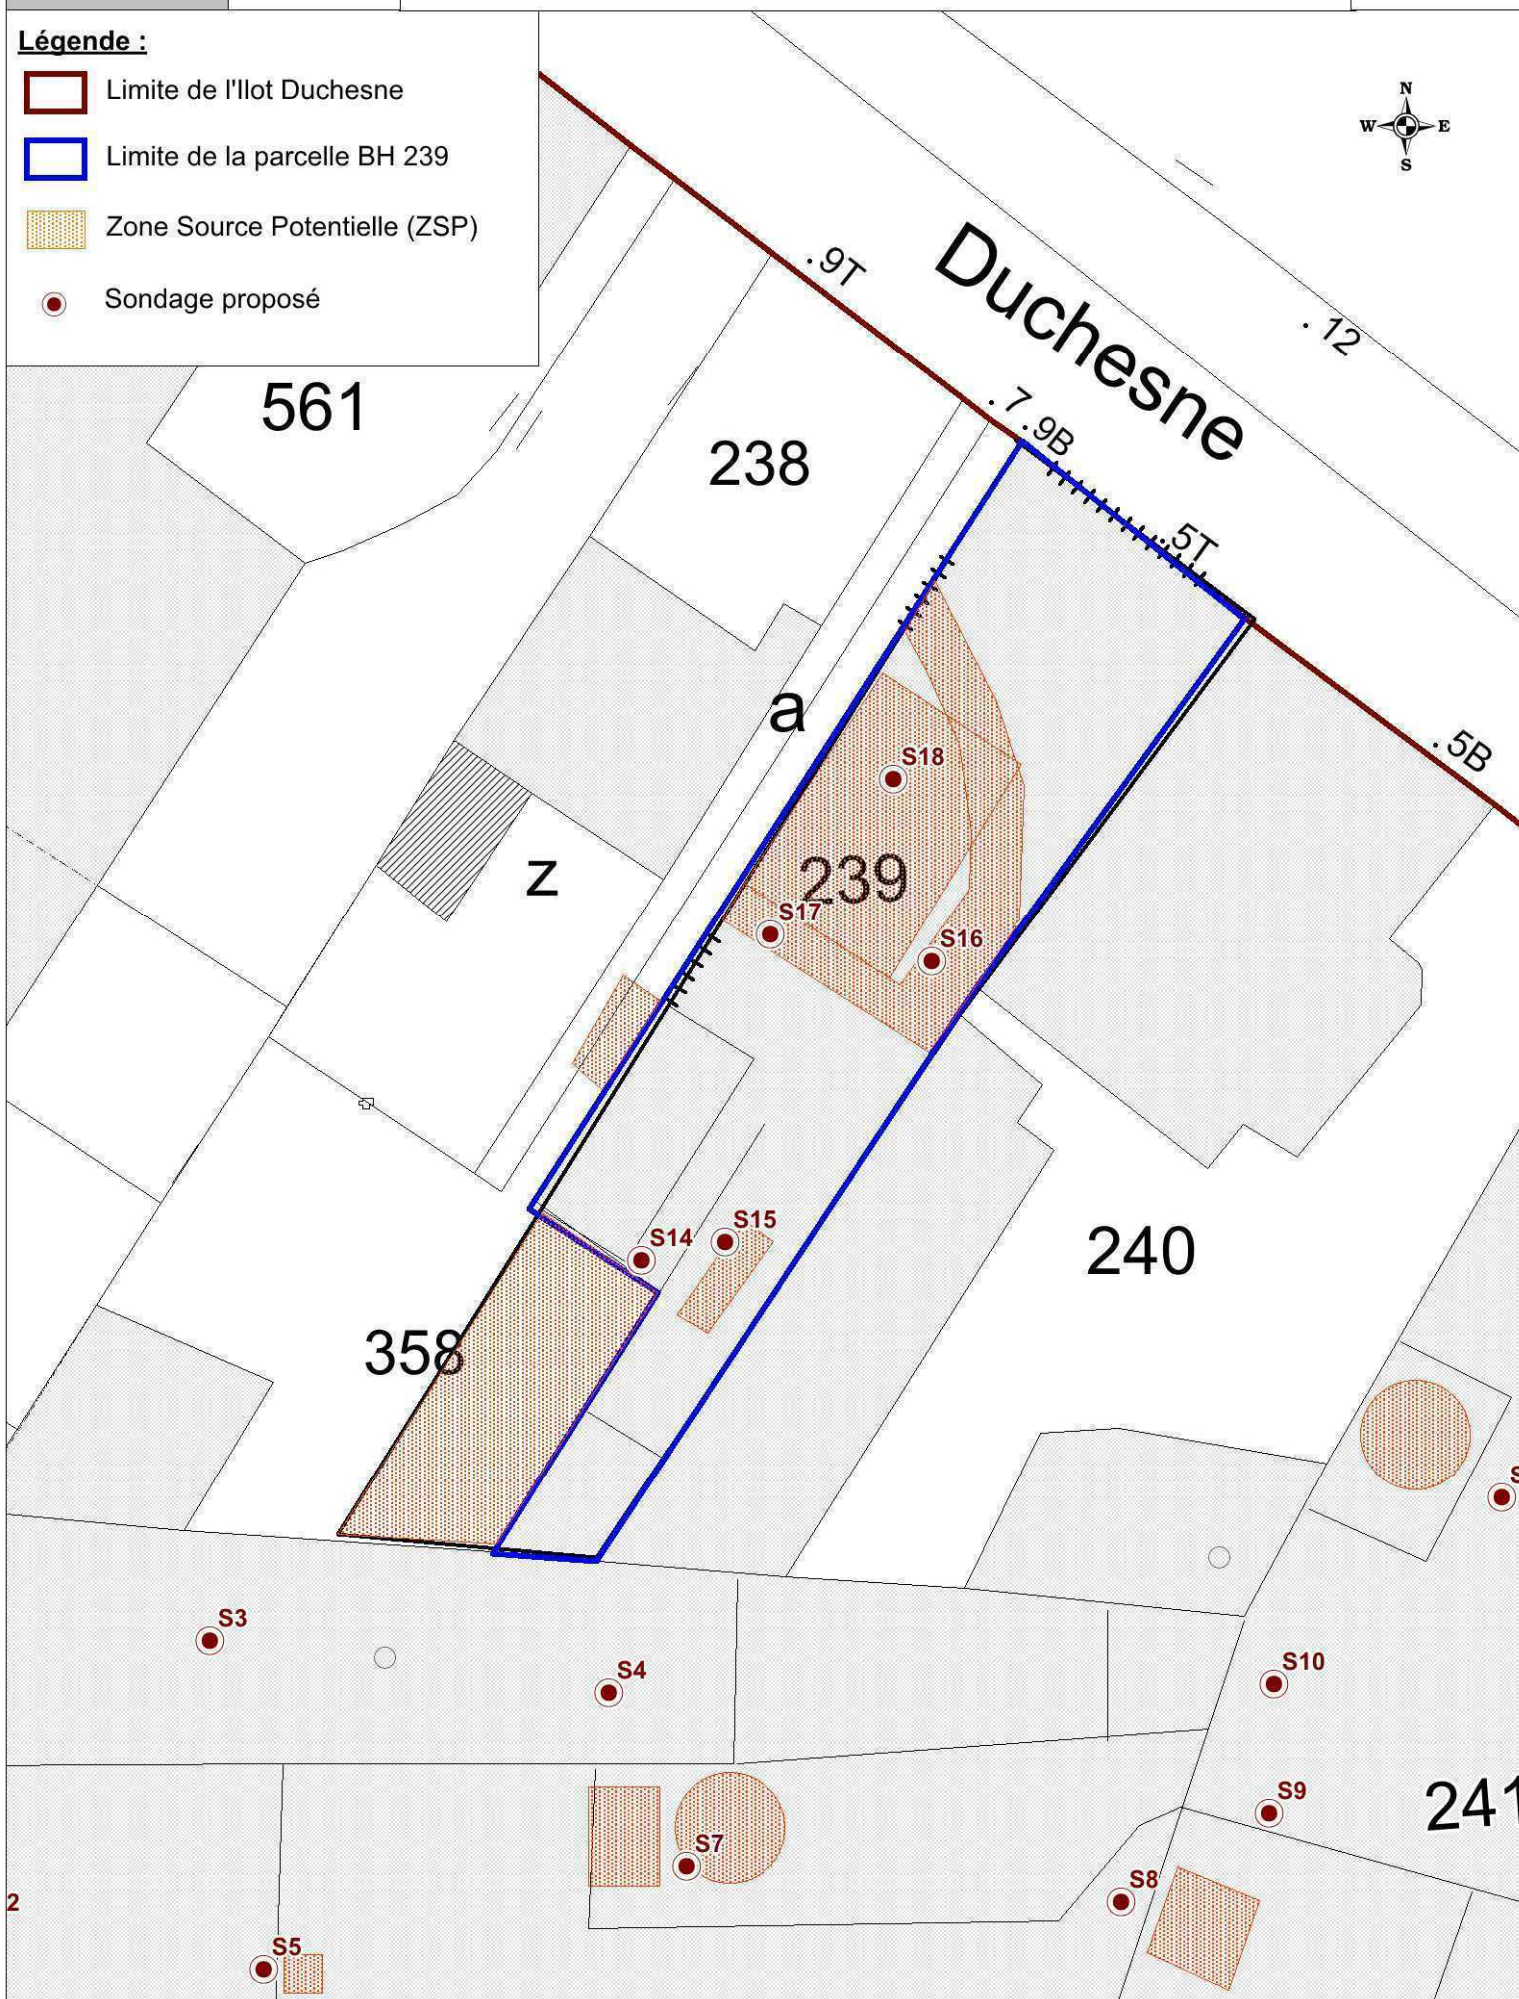 Légende :
Limite de l'Ilot Duchesne
Limite de la parcelle BH 239
Zone Source Potentielle (ZSP)
Sondage proposé
N
W E
S
.9T
Duchesne
. 12
561
. 7
.9B
238
.5T
a
.5B
S18
z
239
S17
S16
S15
S14
240
358
S
S3
S4
S10
S9
241
S7
S8
2
S5